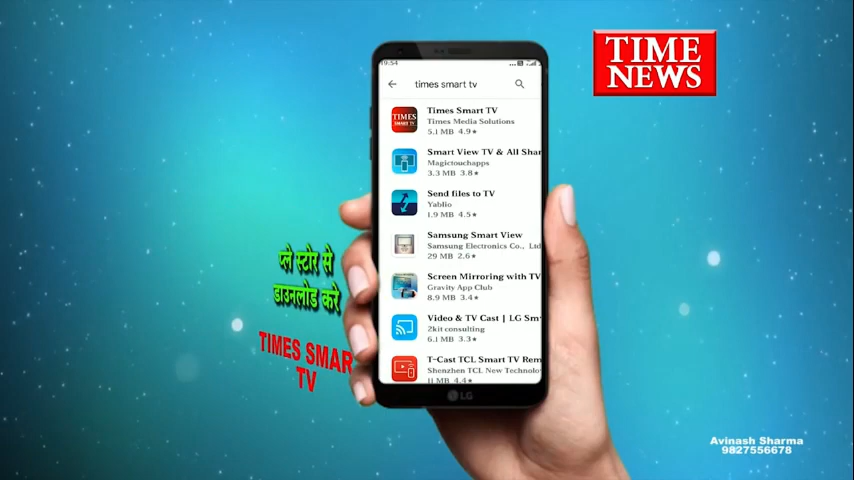 TIME
NEWS
19:54
times smart tv
Times Smart TV
Times Media Solutions
5.1 MB 4.9★
Smart View TV & All Shar
Magictouchapps
3.3 MB 3.8★
Send files to TV
Yablio
1.9 MB 4.5★
Samsung Smart View
Samsung Electronics Co., Ltd
29 MB 2.6★
Screen Mirroring with TV
Gravity App Club
8.9 MB 3.4★
Video & TV Cast | LG Sm
2kit consulting
6.1 MB 3.3★
T-Cast TCL Smart TV Rem
Shenzhen TCL New Technolo
11 MB 4.4★
TIMES
SMART TV
LG
प्ले स्टोर से
डाउनलोड करे
TIMES SMAR
TV
Avinash Sharma
9827556678